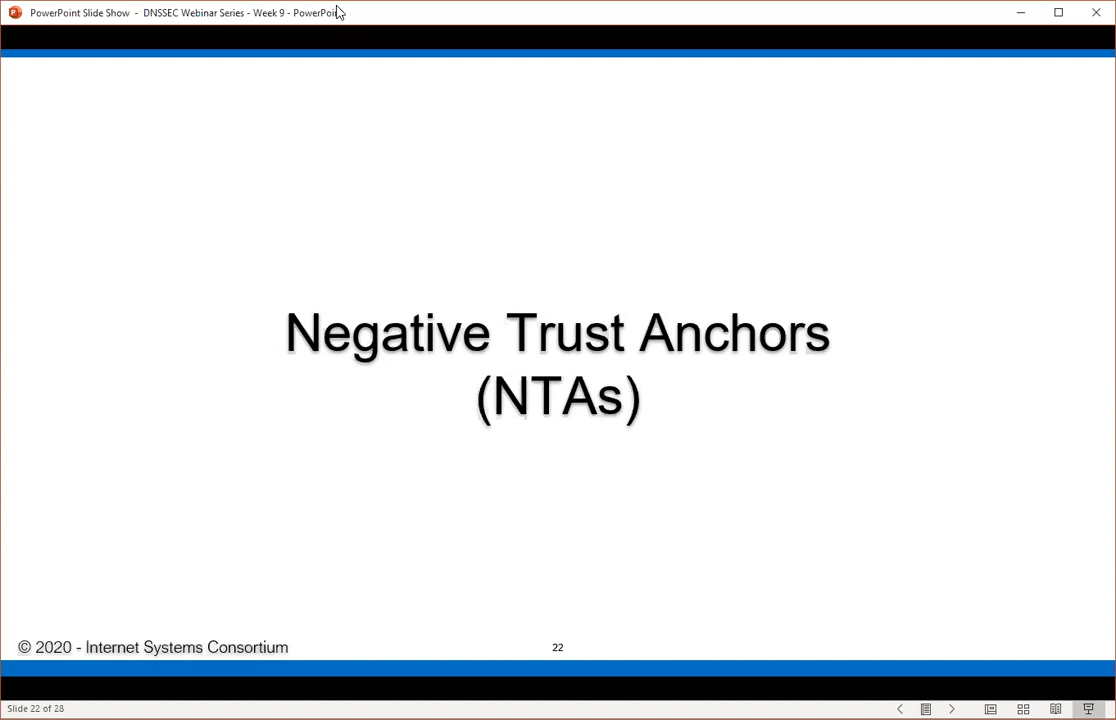 PowerPoint Slide Show - DNSSEC Webinar Series - Week 9 - PowerPoint
Negative Trust Anchors
(NTAs)
© 2020 - Internet Systems Consortium
22
Slide 22 of 28